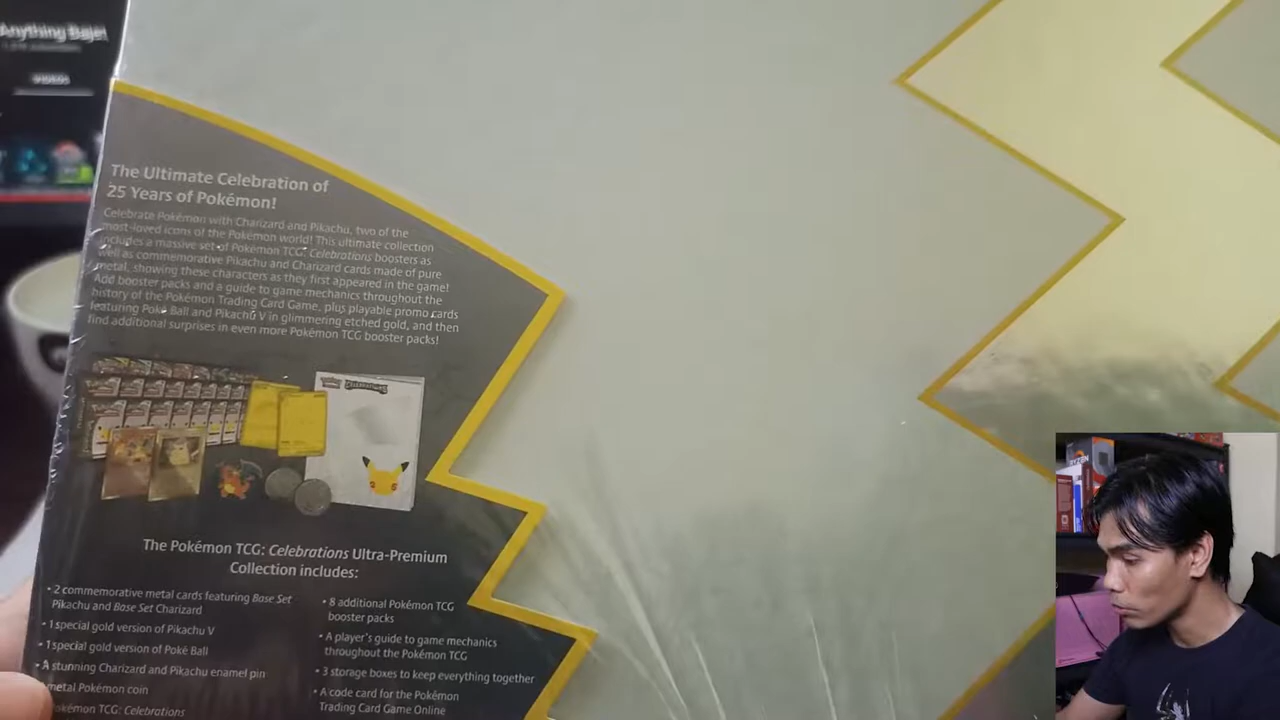 Anything Baje!
VIDEOS
The Ultimate Celebration of
25 Years of Pokémon!
Celebrate Pokémon with Charizard and Pikachu, two of the
most-loved icons of the Pokémon world! This ultimate collection
includes a massive set of Pokémon TCG: Celebrations boosters as
well as commemorative Pikachu and Charizard cards made of pure
metal, showing these characters as they first appeared in the game!
Add booster packs and a guide to game mechanics throughout the
history of the Pokémon Trading Card Game, plus playable promo cards
featuring Poké Ball and Pikachu V in glimmering etched gold, and then
find additional surprises in even more Pokémon TCG booster packs!
CELEBRATIONS
The Pokémon TCG: Celebrations Ultra-Premium
Collection includes:
• 2 commemorative metal cards featuring Base Set
Pikachu and Base Set Charizard
• 1 special gold version of Pikachu V
• 1 special gold version of Poké Ball
• A stunning Charizard and Pikachu enamel pin
metal Pokémon coin
Pokémon TCG: Celebrations
• 8 additional Pokémon TCG
booster packs
• A player's guide to game mechanics
throughout the Pokémon TCG
• 3 storage boxes to keep everything together
• A code card for the Pokémon
Trading Card Game Online
RYZEN